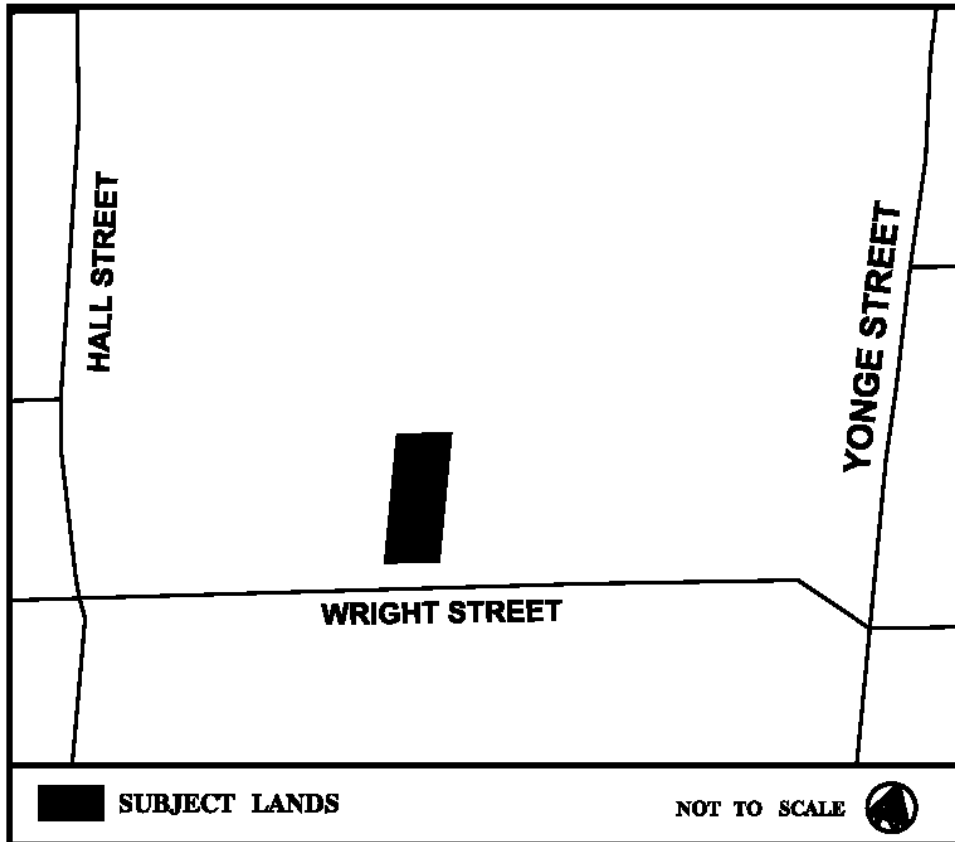 HALL STREET
YONGE STREET
WRIGHT STREET
SUBJECT LANDS
NOT TO SCALE